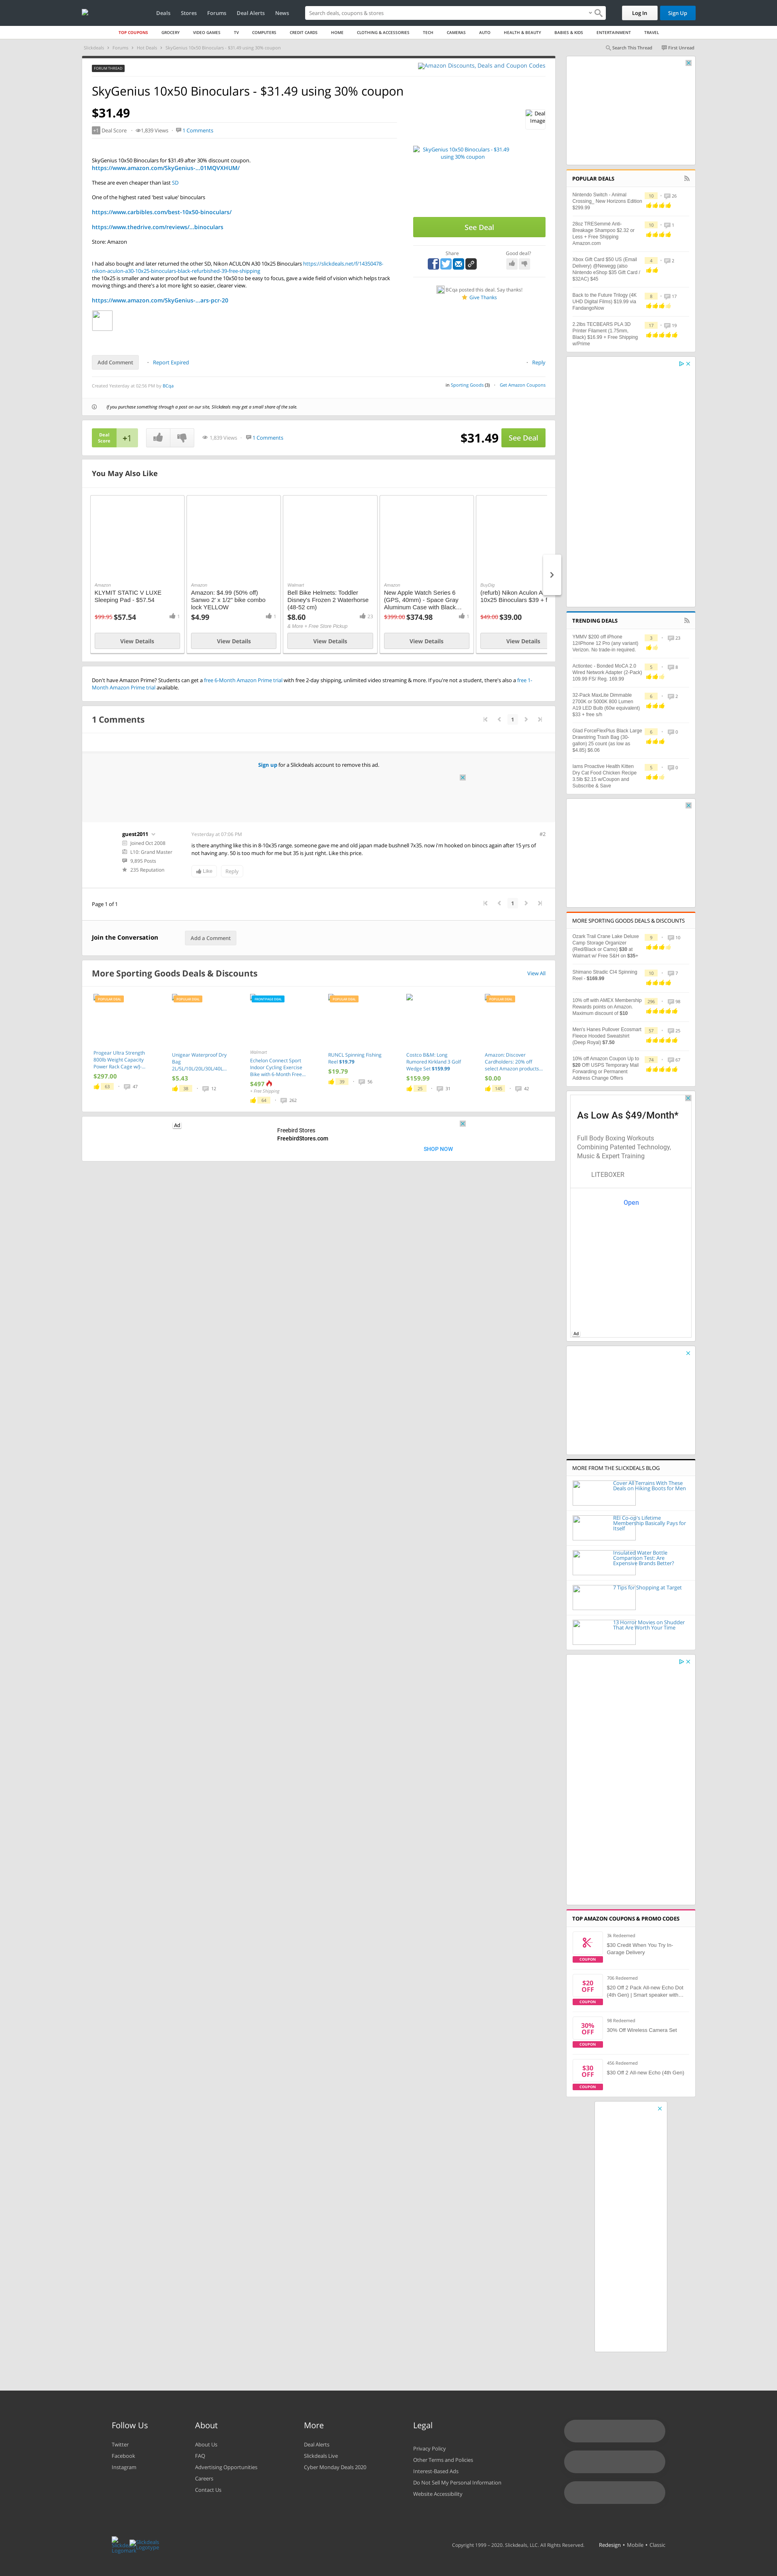 Deals
Stores
Forums
Deal Alerts
News
Search deals, coupons & stores
Log In
Sign Up
TOP COUPONS
GROCERY
VIDEO GAMES
TV
COMPUTERS
CREDIT CARDS
HOME
CLOTHING & ACCESSORIES
TECH
CAMERAS
AUTO
HEALTH & BEAUTY
BABIES & KIDS
ENTERTAINMENT
TRAVEL
Slickdeals > Forums > Hot Deals > SkyGenius 10x50 Binoculars - $31.49 using 30% coupon
Search This Thread
First Unread
FORUM THREAD
Amazon Discounts, Deals and Coupon Codes
SkyGenius 10x50 Binoculars - $31.49 using 30% coupon
$31.49
+1 Deal Score
1,839 Views
1 Comments
Deal Image
SkyGenius 10x50 Binoculars for $31.49 after 30% discount coupon.
https://www.amazon.com/SkyGenius-...01MQVXHUM/
These are even cheaper than last SD
One of the highest rated 'best value' binoculars
https://www.carbibles.com/best-10x50-binoculars/
https://www.thedrive.com/reviews/...binoculars
Store: Amazon
I had also bought and later returned the other SD, Nikon ACULON A30 10x25 Binoculars https://slickdeals.net/f/14350478-
nikon-aculon-a30-10x25-binoculars-black-refurbished-39-free-shipping
the 10x25 is smaller and water proof but we found the 10x50 to be easy to focus, gave a wide field of vision which helps track
moving things and there's a lot more light so easier, clearer view.
https://www.amazon.com/SkyGenius-...ars-pcr-20
SkyGenius 10x50 Binoculars - $31.49
using 30% coupon
See Deal
Share
Good deal?
BCqa posted this deal. Say thanks!
Give Thanks
Add Comment
Report Expired
Reply
Created Yesterday at 02:36 PM by BCqa
in Sporting Goods (3)
Get Amazon Coupons
If you purchase something through a post on our site, Slickdeals may get a small share of the sale.
Deal Score
+1
1,839 Views
1 Comments
$31.49
See Deal
You May Also Like
Amazon
KLYMIT STATIC V LUXE
Sleeping Pad - $57.54
$99.95 $57.54
1
View Details
Amazon
Amazon: $4.99 (50% off)
Sanwo 2' x 1/2" bike combo
lock YELLOW
$4.99
1
View Details
Walmart
Bell Bike Helmets: Toddler
Disney's Frozen 2 Waterhorse
(48-52 cm)
$8.60
23
& More + Free Store Pickup
View Details
Amazon
New Apple Watch Series 6
(GPS, 40mm) - Space Gray
Aluminum Case with Black...
$399.00 $374.98
1
View Details
BuyDig
(refurb) Nikon Aculon A
10x25 Binoculars $39 + f
$49.00 $39.00
View Details
Don't have Amazon Prime? Students can get a free 6-Month Amazon Prime trial with free 2-day shipping, unlimited video streaming & more. If you're not a student, there's also a free 1-
Month Amazon Prime trial available.
1 Comments
1
Sign up for a Slickdeals account to remove this ad.
guest2011
Joined Oct 2008
L10: Grand Master
9,895 Posts
235 Reputation
Yesterday at 07:06 PM
#2
is there anything like this in 8-10x35 range. someone gave me and old japan made bushnell 7x35. now i'm hooked on binocs again after 15 yrs of
not having any. 50 is too much for me but 35 is just right. Like this price.
Like
Reply
Page 1 of 1
1
Join the Conversation
Add a Comment
More Sporting Goods Deals & Discounts
View All
POPULAR DEAL
Progear Ultra Strength
800lb Weight Capacity
Power Rack Cage w/J-...
$297.00
63
47
POPULAR DEAL
Unigear Waterproof Dry
Bag
2L/5L/10L/20L/30L/40L...
$5.43
38
12
FRONTPAGE DEAL
Walmart
Echelon Connect Sport
Indoor Cycling Exercise
Bike with 6-Month Free...
$497
+ Free Shipping
64
262
POPULAR DEAL
RUNCL Spinning Fishing
Reel $19.79
$19.79
39
56
Costco B&M: Long
Rumored Kirkland 3 Golf
Wedge Set $159.99
$159.99
25
31
POPULAR DEAL
Amazon: Discover
Cardholders: 20% off
select Amazon products...
$0.00
145
42
Ad
Freebird Stores
FreebirdStores.com
SHOP NOW
POPULAR DEALS
Nintendo Switch - Animal
Crossing_ New Horizons Edition
$299.99
10
26
28oz TRESemmé Anti-
Breakage Shampoo $2.32 or
Less + Free Shipping
Amazon.com
10
1
Xbox Gift Card $50 US (Email
Delivery) @Newegg (also
Nintendo eShop $35 Gift Card /
$32AC) $45
4
2
Back to the Future Trilogy (4K
UHD Digital Films) $19.99 via
FandangoNow
8
17
2.2lbs TECBEARS PLA 3D
Printer Filament (1.75mm,
Black) $16.99 + Free Shipping
w/Prime
17
19
TRENDING DEALS
YMMV $200 off iPhone
12/iPhone 12 Pro (any variant)
Verizon. No trade-in required.
3
23
Actiontec - Bonded MoCA 2.0
Wired Network Adapter (2-Pack)
109.99 FS/ Reg. 169.99
5
8
32-Pack MaxLite Dimmable
2700K or 5000K 800 Lumen
A19 LED Bulb (60w equivalent)
$33 + free s/h
6
2
Glad ForceFlexPlus Black Large
Drawstring Trash Bag (30-
gallon) 25 count (as low as
$4.85) $6.06
6
0
Iams Proactive Health Kitten
Dry Cat Food Chicken Recipe
3.5lb $2.15 w/Coupon and
Subscribe & Save
5
0
MORE SPORTING GOODS DEALS & DISCOUNTS
Ozark Trail Crane Lake Deluxe
Camp Storage Organizer
(Red/Black or Camo) $30 at
Walmart w/ Free S&H on $35+
9
10
Shimano Stradic CI4 Spinning
Reel - $109.99
10
7
10% off with AMEX Membership
Rewards points on Amazon.
Maximum discount of $10
206
98
Men's Hanes Pullover Ecosmart
Fleece Hooded Sweatshirt
(Deep Royal) $7.50
57
25
10% off Amazon Coupon Up to
$20 Off! USPS Temporary Mail
Forwarding or Permanent
Address Change Offers
74
67
As Low As $49/Month*
Full Body Boxing Workouts
Combining Patented Technology,
Music & Expert Training
LITEBOXER
Open
Ad
MORE FROM THE SLICKDEALS BLOG
Cover All Terrains With These
Deals on Hiking Boots for Men
REI Co-op's Lifetime
Membership Basically Pays for
Itself
Insulated Water Bottle
Comparison Test: Are
Expensive Brands Better?
7 Tips for Shopping at Target
13 Horror Movies on Shudder
That Are Worth Your Time
TOP AMAZON COUPONS & PROMO CODES
COUPON
3k Redeemed
$30 Credit When You Try In-
Garage Delivery
$20 OFF
COUPON
706 Redeemed
$20 Off 2 Pack All-new Echo Dot
(4th Gen) | Smart speaker with...
30% OFF
COUPON
98 Redeemed
30% Off Wireless Camera Set
$30 OFF
COUPON
456 Redeemed
$30 Off 2 All-new Echo (4th Gen)
Follow Us
Twitter
Facebook
Instagram
About
About Us
FAQ
Advertising Opportunities
Careers
Contact Us
More
Deal Alerts
Slickdeals Live
Cyber Monday Deals 2020
Legal
Privacy Policy
Other Terms and Policies
Interest-Based Ads
Do Not Sell My Personal Information
Website Accessibility
Slickdeals
Logotype
Copyright 1999 - 2020. Slickdeals, LLC. All Rights Reserved.
Redesign • Mobile • Classic